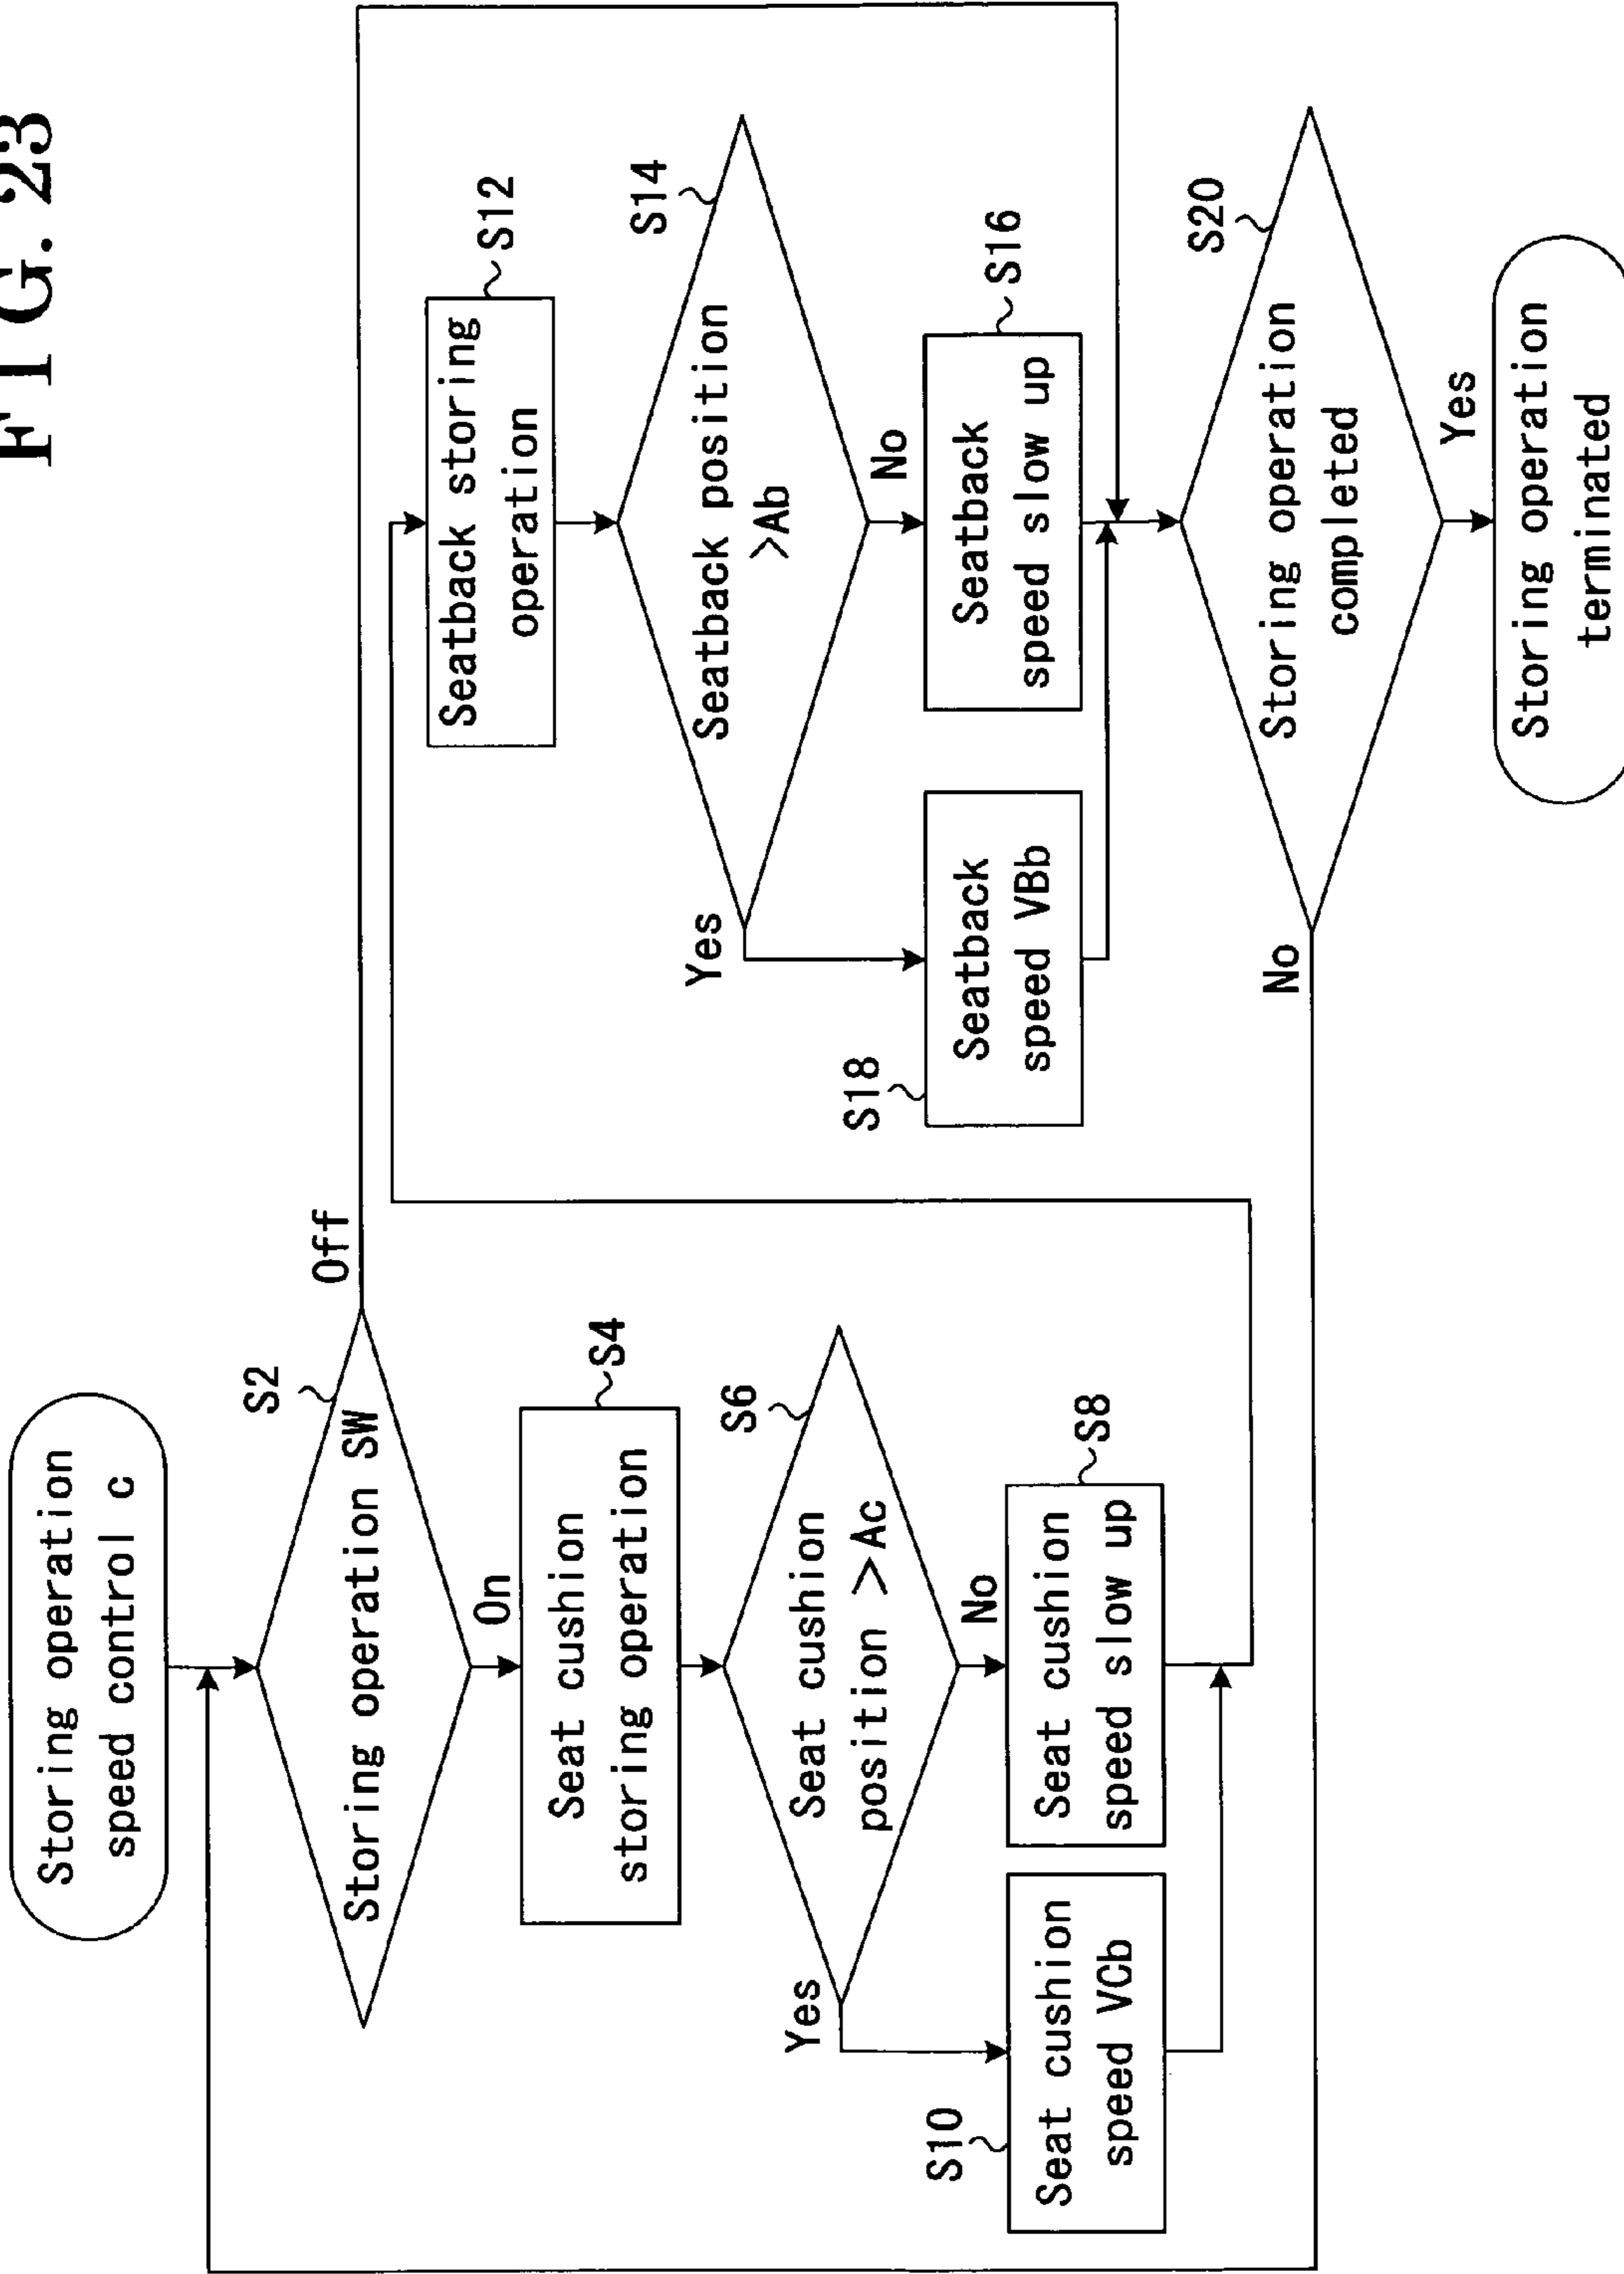 F I G. 23
Storing operation
speed control c
S2
Storing operation SW
Off
On
S4
Seat cushion
storing operation
S6
Seat cushion
position >Ac
Yes
No
S8
Seat cushion
speed slow up
S10
Seat cushion
speed VCb
S12
Seatback storing
operation
S14
Seatback position
>Ab
Yes
No
S16
Seatback
speed slow up
S18
Seatback
speed VBb
S20
Storing operation
completed
No
Yes
Storing operation
terminated